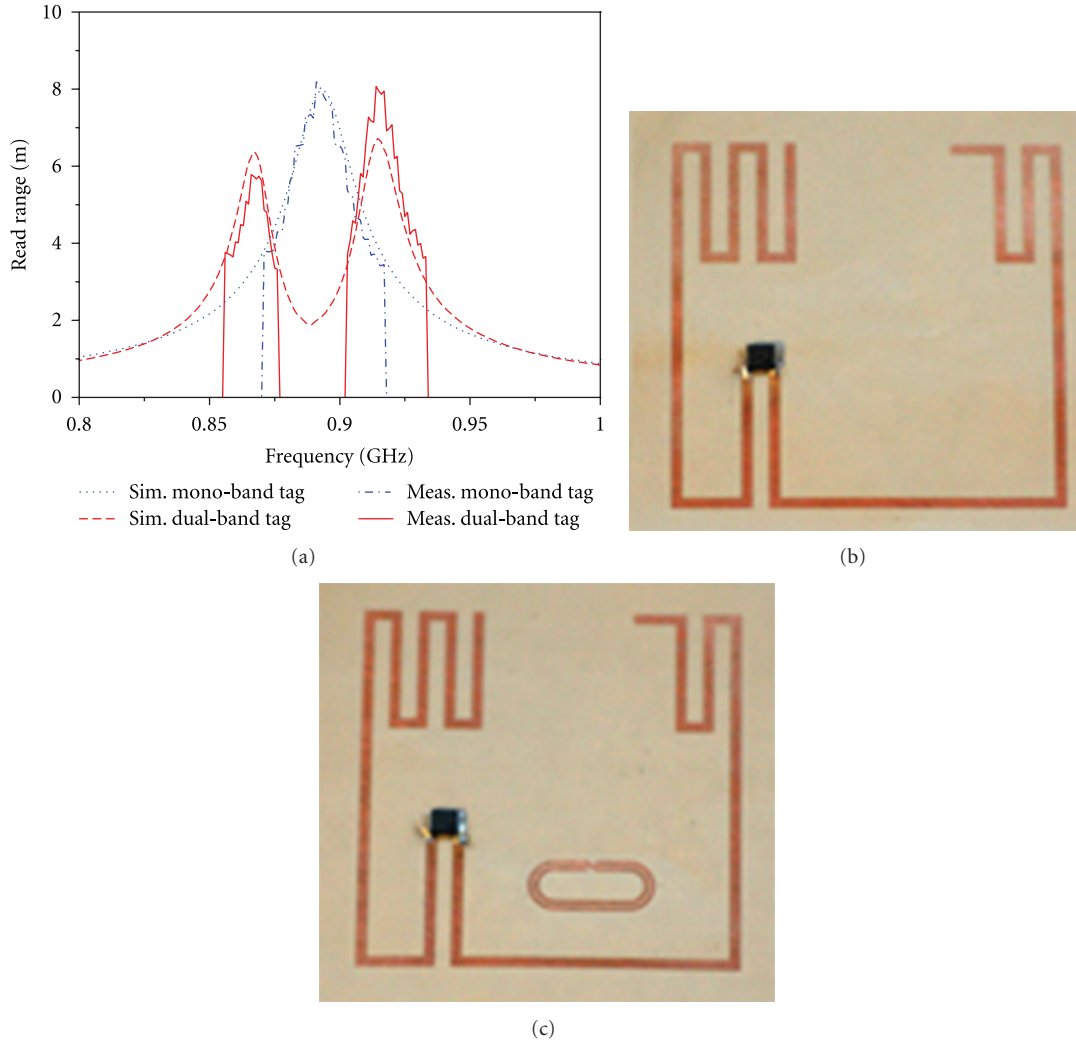 10
8
6
4
2
0
Read range (m)
0.8 0.85 0.9 0.95 1
Frequency (GHz)
Sim. mono-band tag Meas. mono-band tag
Sim. dual-band tag Meas. dual-band tag
(a)
(b)
(c)